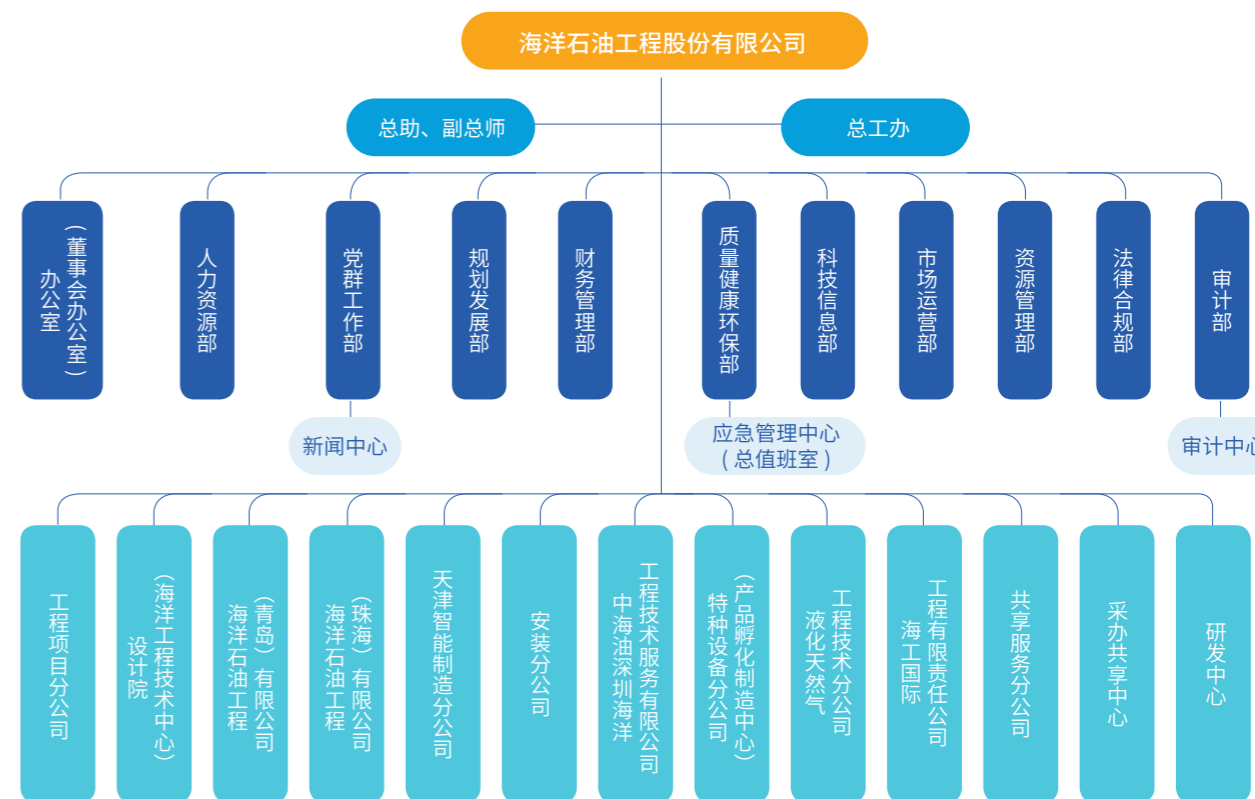 海洋石油工程股份有限公司
总助、副总师
总工办
办公室
（董事会办公室）
人力资源部
党群工作部
规划发展部
财务管理部
质量健康环保部
科技信息部
市场运营部
资源管理部
法律合规部
审计部
新闻中心
应急管理中心
( 总值班室 )
审计中心
工程项目分公司
设计院
（海洋工程技术中心）
海洋石油工程
（青岛）有限公司
海洋石油工程
（珠海）有限公司
天津智能制造分公司
安装分公司
中海油深圳海洋
工程技术服务有限公司
特种设备分公司
（产品孵化制造中心）
液化天然气
工程技术分公司
海工国际
工程有限责任公司
共享服务分公司
采办共享中心
研发中心